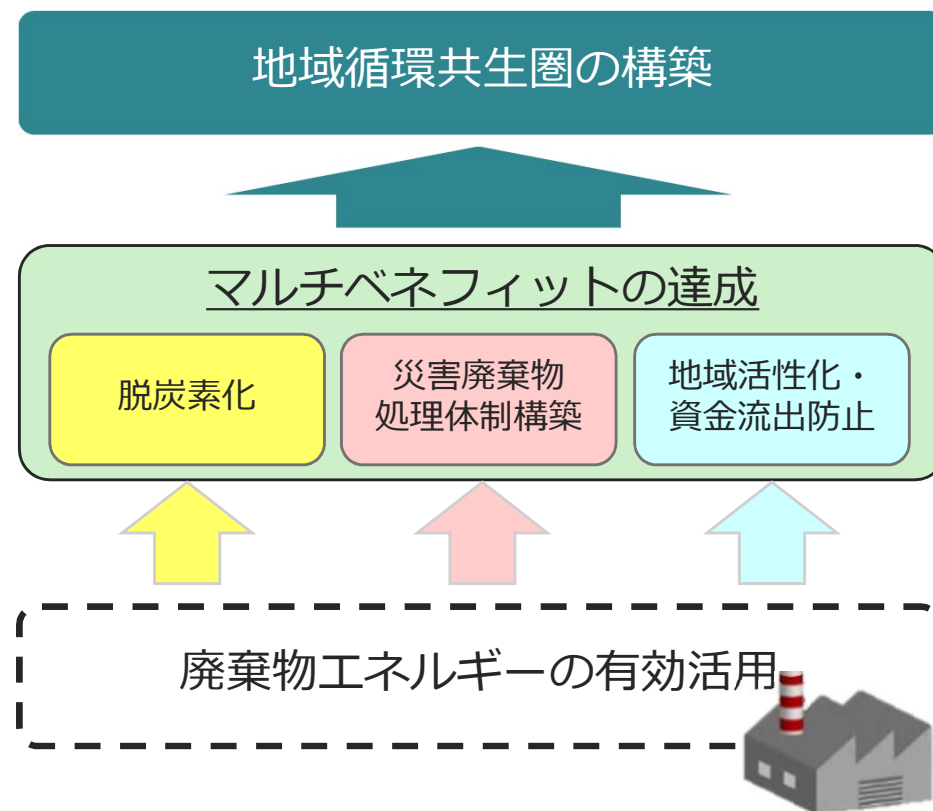 地域循環共生圏の構築
マルチベネフィットの達成
脱炭素化
災害廃棄物
処理体制構築
地域活性化・
資金流出防止
廃棄物エネルギーの有効活用